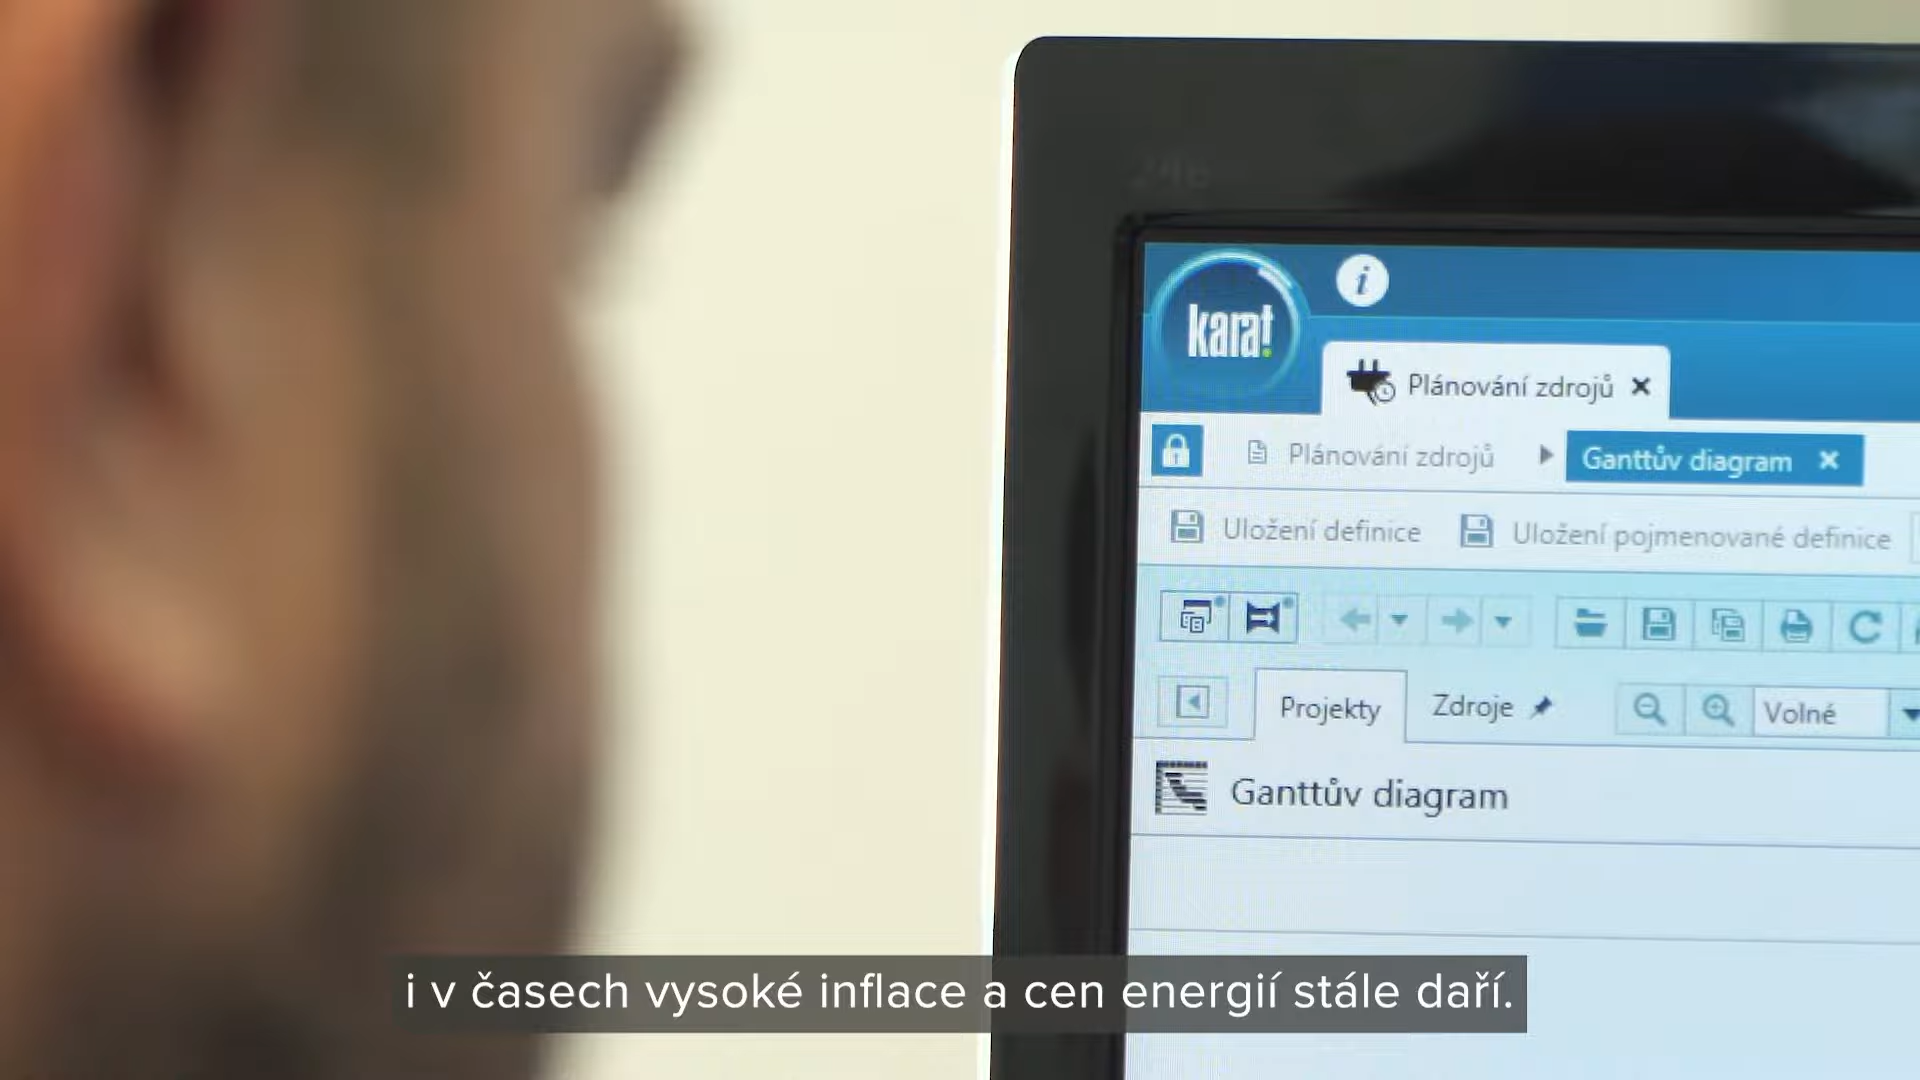 246
karat
i
Plánování zdrojů
Plánování zdrojů
Ganttův diagram
Uložení definice
Uložení pojmenované definice
Projekty
Zdroje
Volné
Ganttův diagram
i v časech vysoké inflace a cen energií stále daří.